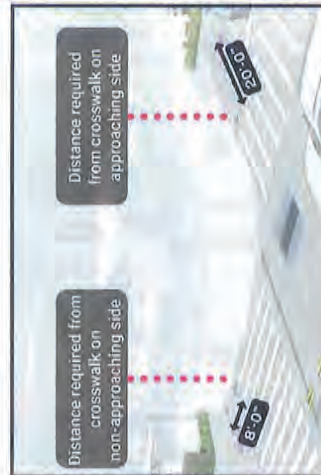 Distance required from
crosswalk on
non-approaching side
Distance required
from crosswalk on
approaching side
8'-0"
20'-0"